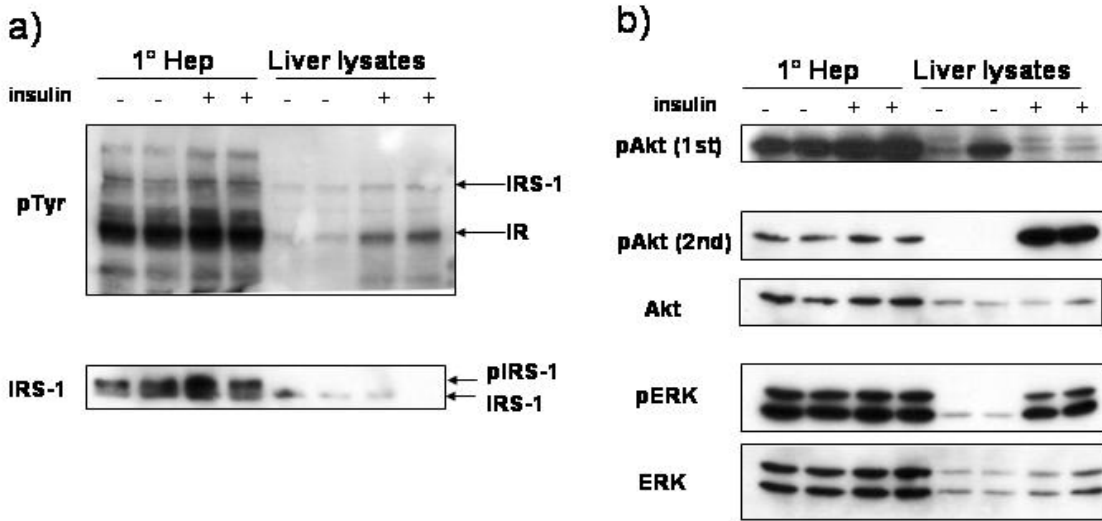 a)
1° Hep Liver lysates
insulin - - + + - - + +
pTyr
IRS-1
IR
IRS-1
pIRS-1
IRS-1
b)
1° Hep Liver lysates
insulin - - + + - - + +
pAkt (1st)
pAkt (2nd)
Akt
pERK
ERK